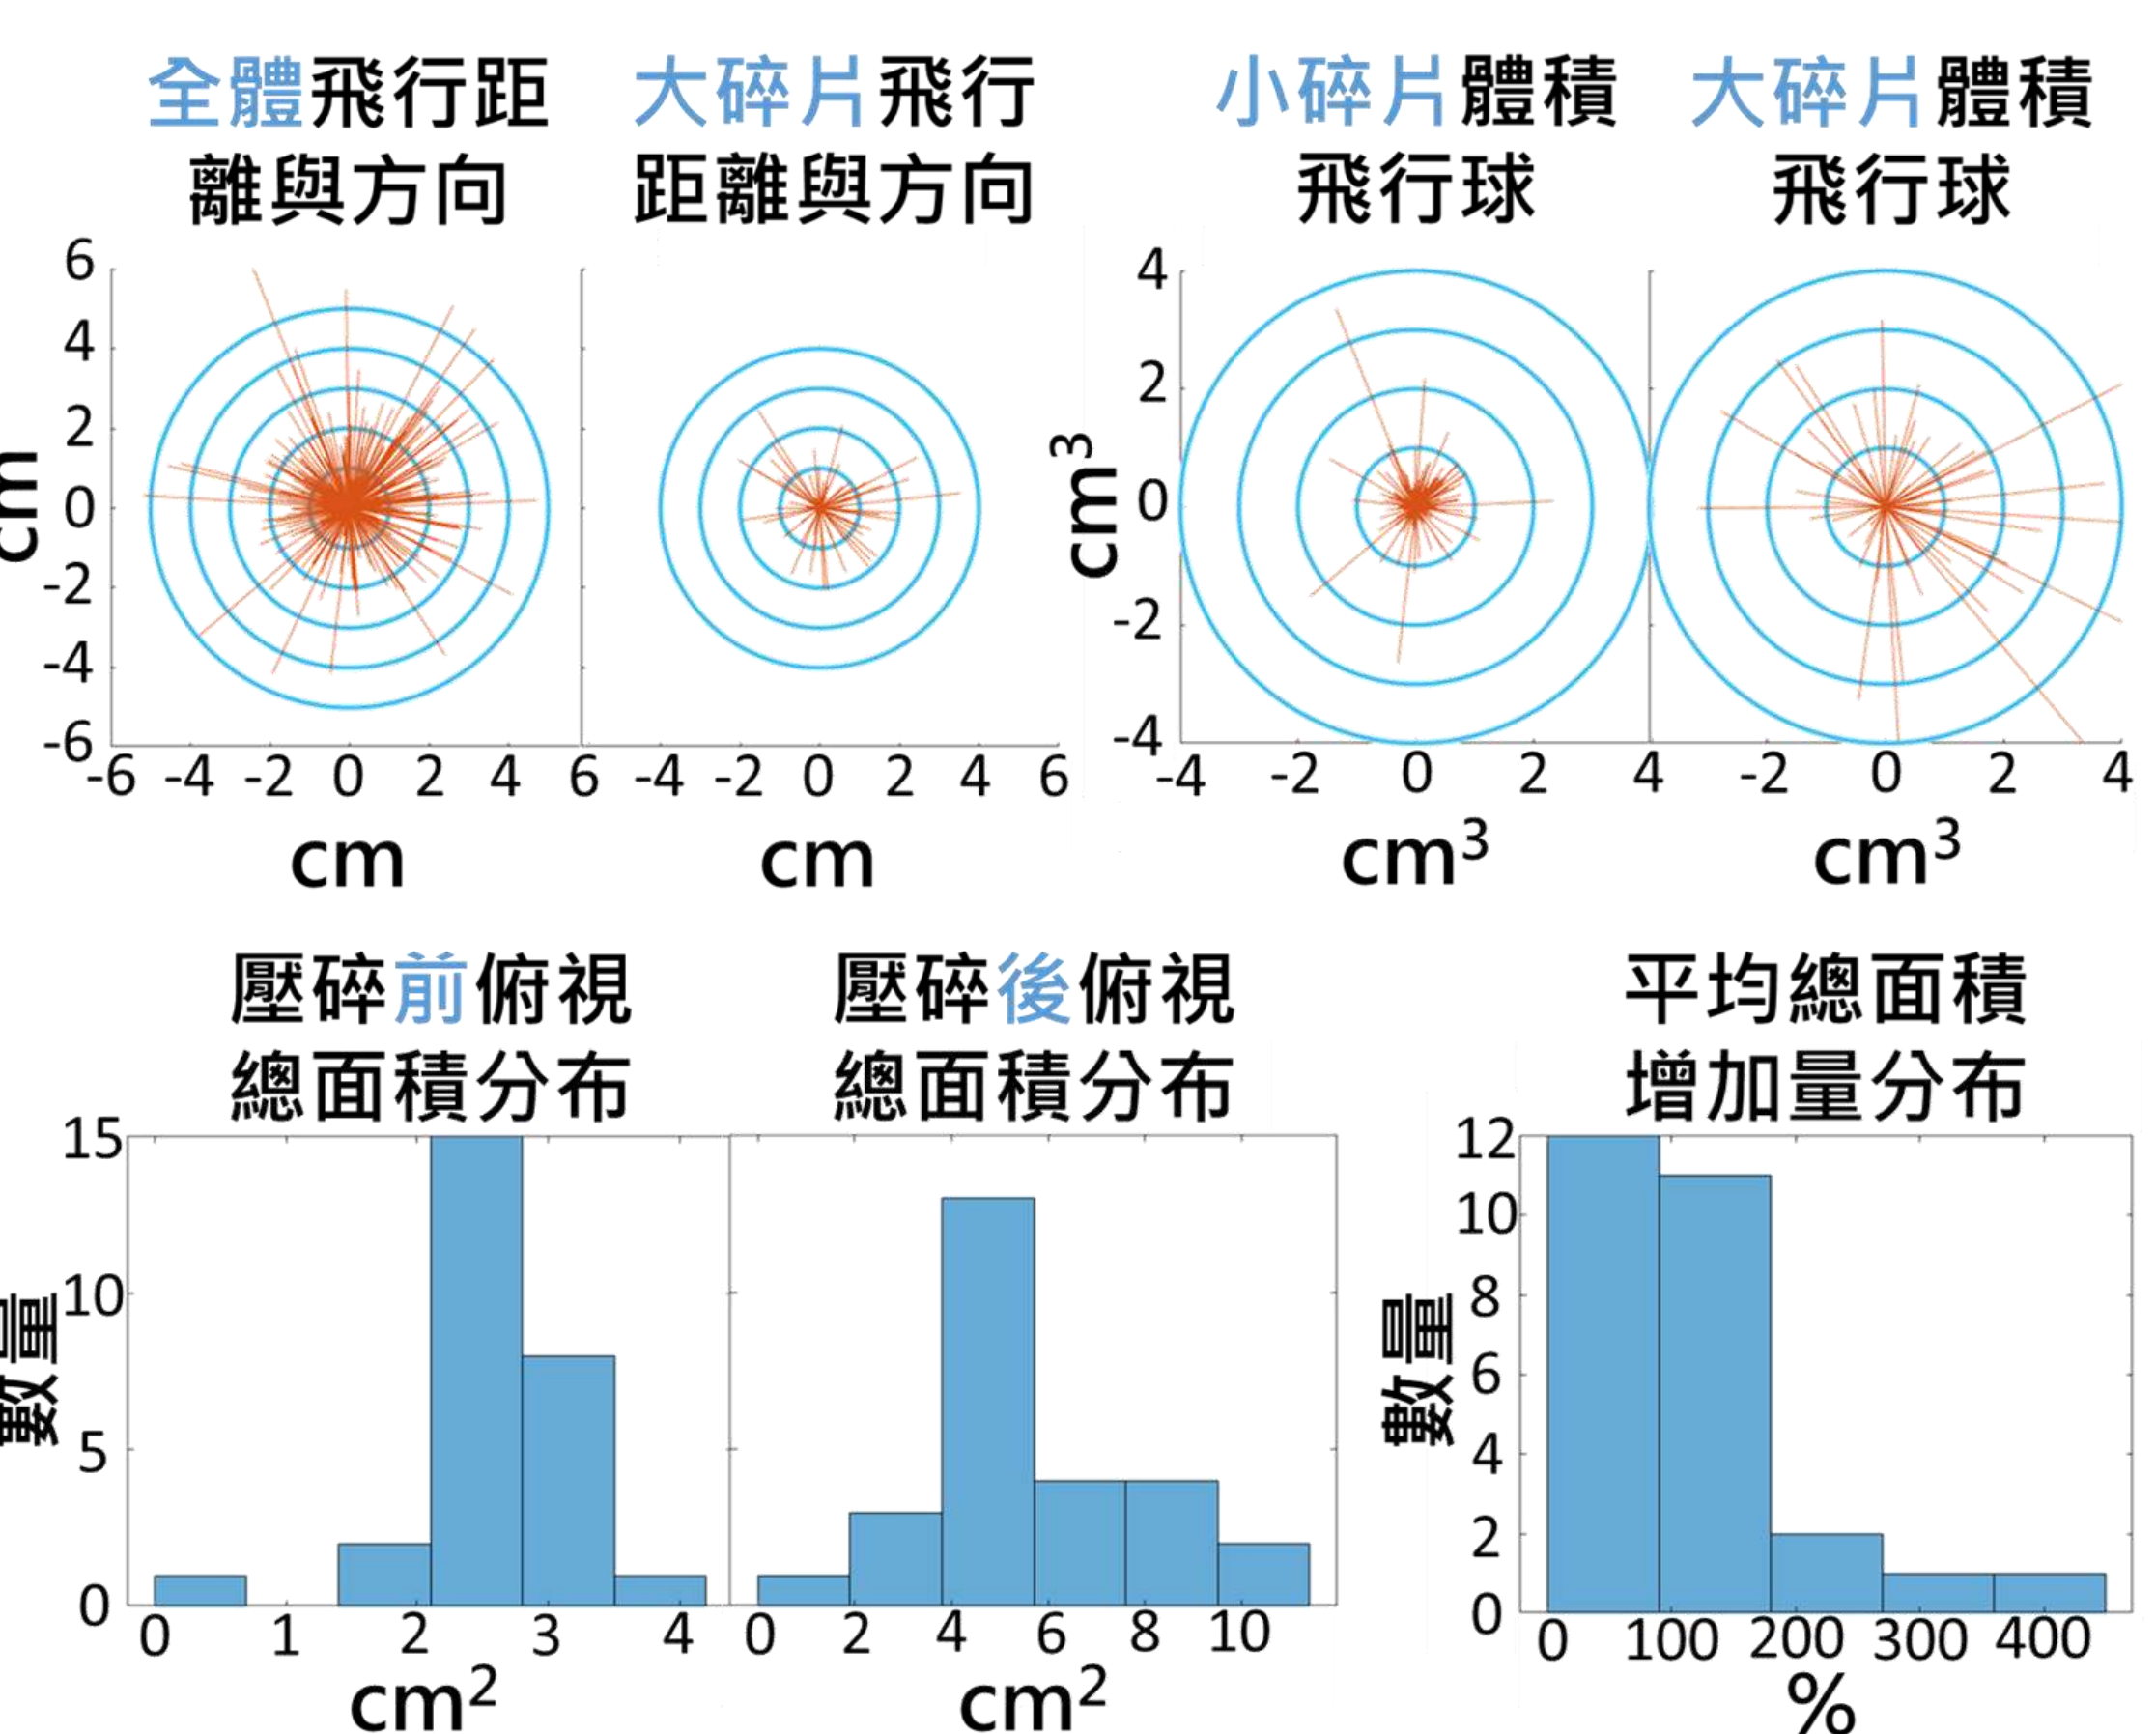 全體飛行距
離與方向
大碎片飛行
距離與方向
小碎片體積
飛行球
大碎片體積
飛行球
6
4
2
0
-2
-4
-6
cm
-6 -4 -2 0 2 4 6
-4 -2 0 2 4 6
cm
cm
4
2
0
-2
-4
cm³
-4 -2 0 2 4
-2 0 2 4
cm³
cm³
壓碎前俯視
總面積分布
壓碎後俯視
總面積分布
平均總面積
增加量分布
15
10
5
0
數量
0 1 2 3 4
cm²
0 2 4 6 8 10
cm²
12
10
8
6
4
2
0
數量
0 100 200 300 400
%